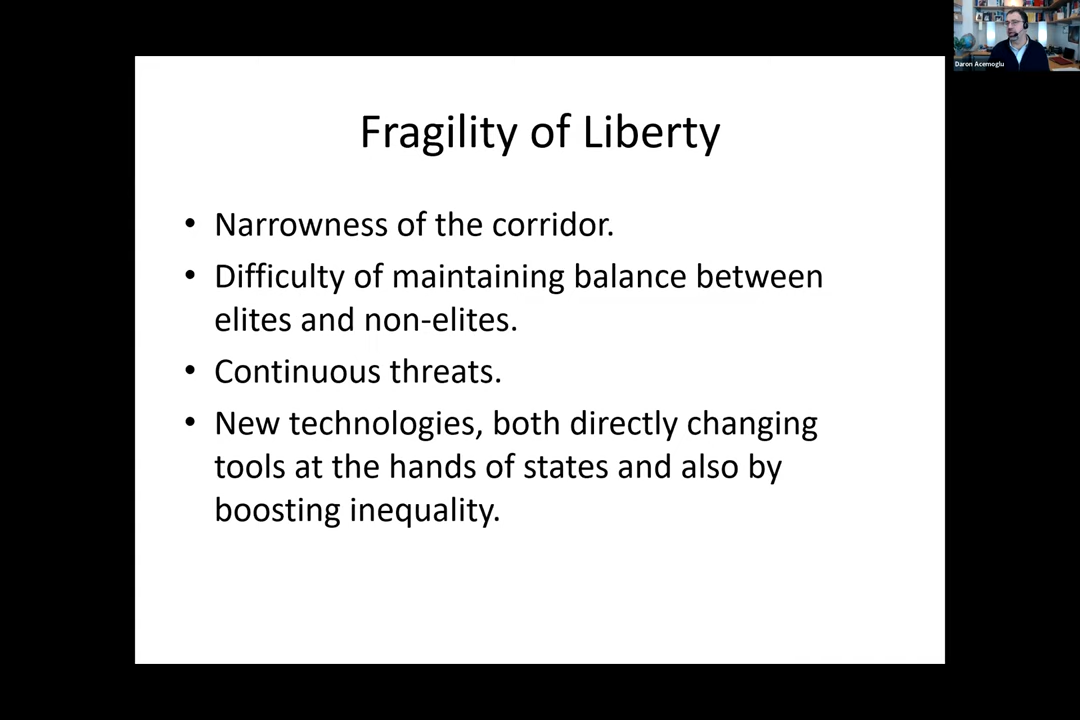 Daron Acemoglu
Fragility of Liberty
• Narrowness of the corridor.
• Difficulty of maintaining balance between
elites and non-elites.
• Continuous threats.
• New technologies, both directly changing
tools at the hands of states and also by
boosting inequality.